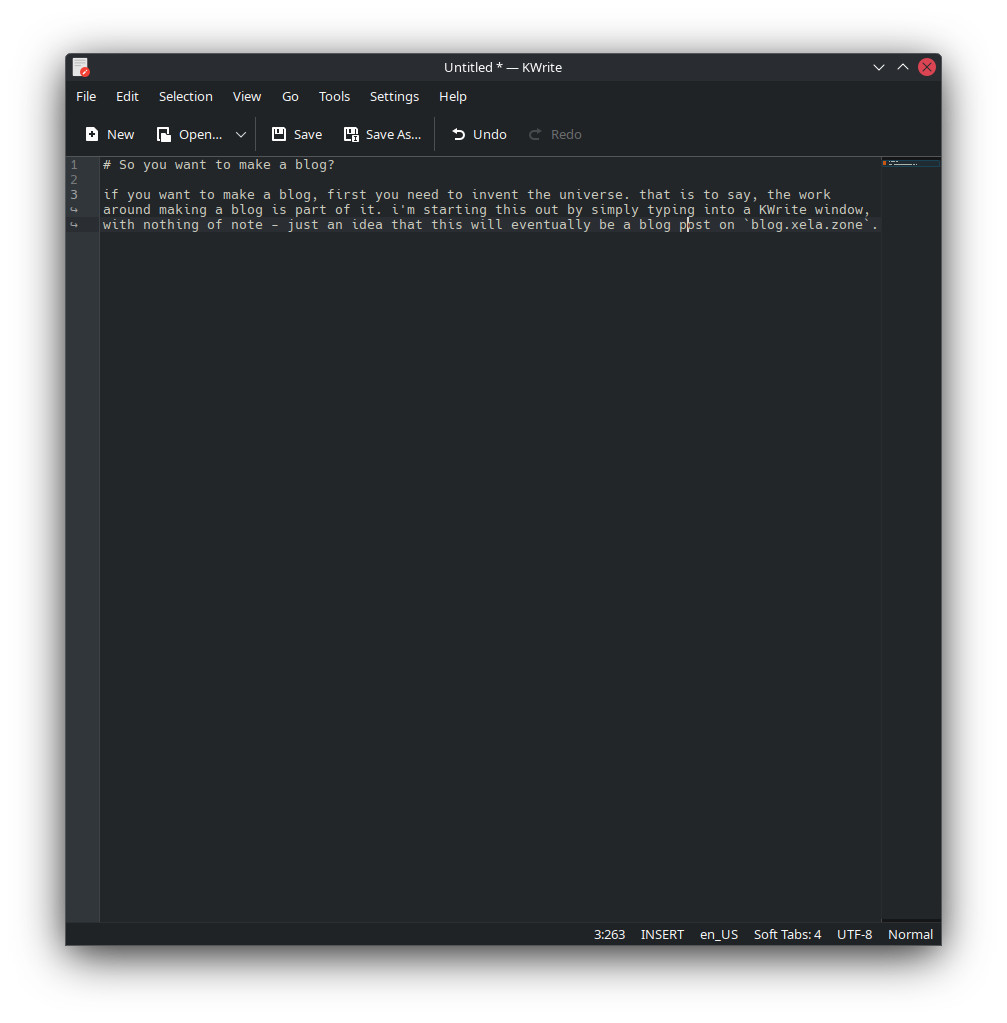 Untitled * — KWrite
File Edit Selection View Go Tools Settings Help
New Open... Save Save As... Undo Redo
1 # So you want to make a blog?
2
3 if you want to make a blog, first you need to invent the universe. that is to say, the work
↪ around making a blog is part of it. i'm starting this out by simply typing into a KWrite window,
↪ with nothing of note - just an idea that this will eventually be a blog post on `blog.xela.zone`.
3:263 INSERT en_US Soft Tabs: 4 UTF-8 Normal